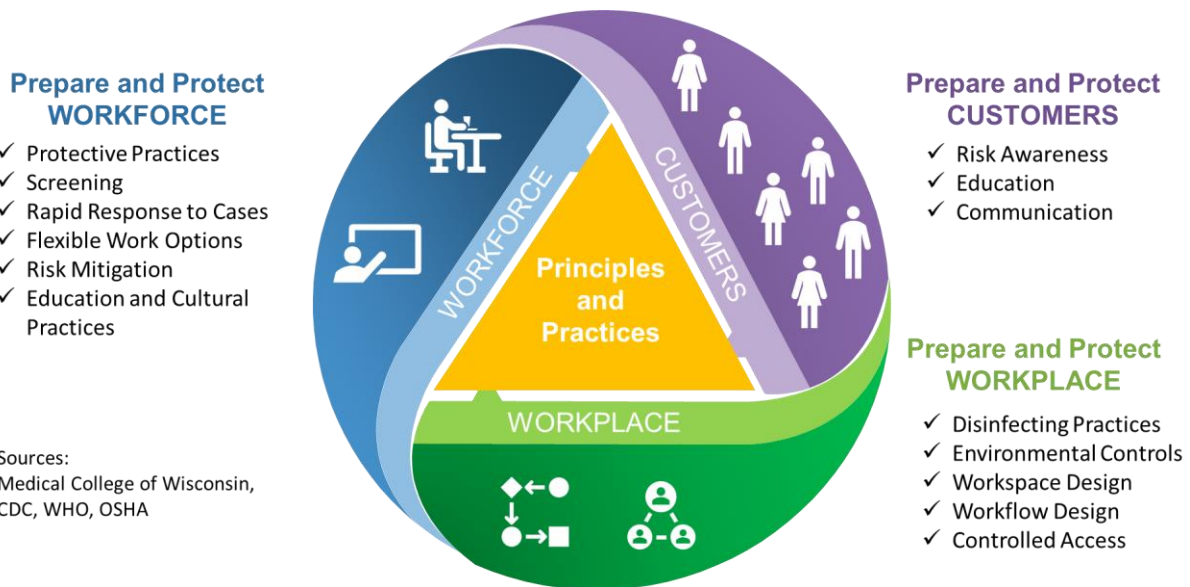 Prepare and Protect
WORKFORCE
✓ Protective Practices
✓ Screening
✓ Rapid Response to Cases
✓ Flexible Work Options
✓ Risk Mitigation
✓ Education and Cultural
Practices
Sources:
Medical College of Wisconsin,
CDC, WHO, OSHA
WORKFORCE
CUSTOMERS
WORKPLACE
Principles
and
Practices
Prepare and Protect
CUSTOMERS
✓ Risk Awareness
✓ Education
✓ Communication
Prepare and Protect
WORKPLACE
✓ Disinfecting Practices
✓ Environmental Controls
✓ Workspace Design
✓ Workflow Design
✓ Controlled Access